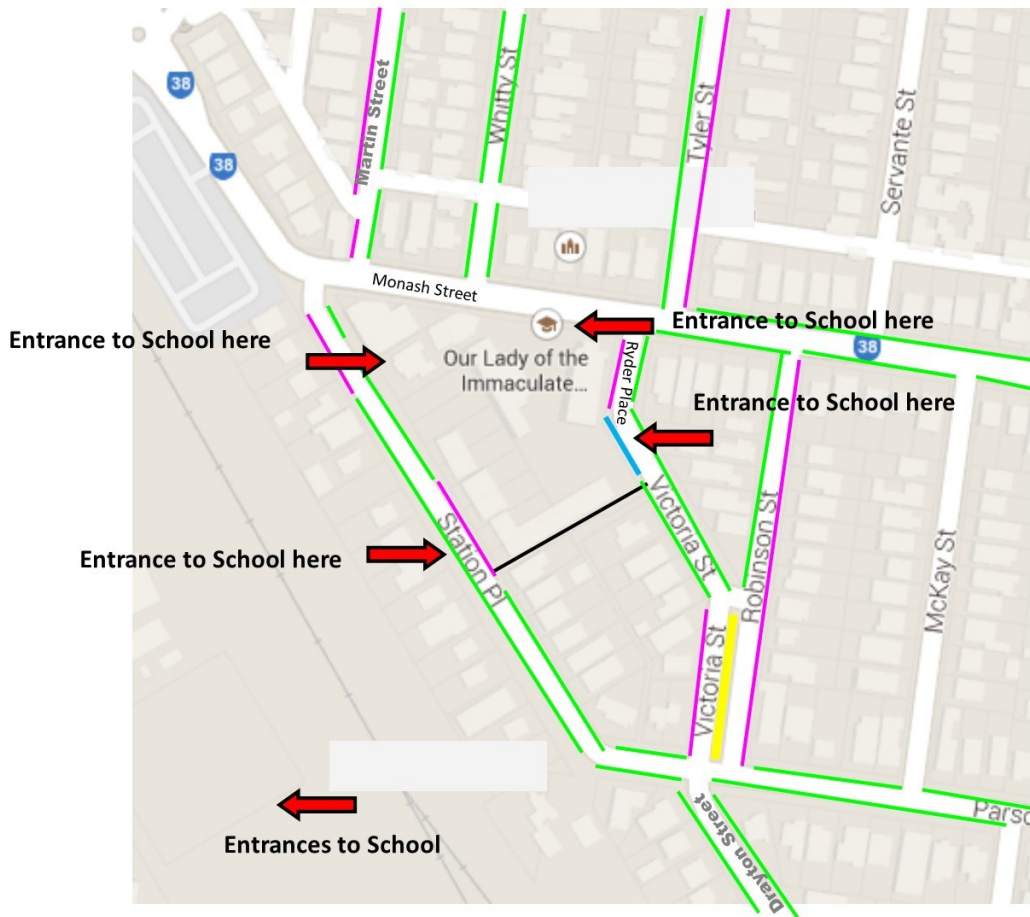 38
38
Martin Street
Whitty St
Tyler St
Servante St
Monash Street
Entrance to School here
Entrance to School here
38
Our Lady of the
Immaculate...
Ryder Place
Entrance to School here
Victoria St
Robinson St
McKay St
Station Pl
Entrance to School here
Victoria St
Parso
Drayton Street
Entrances to School